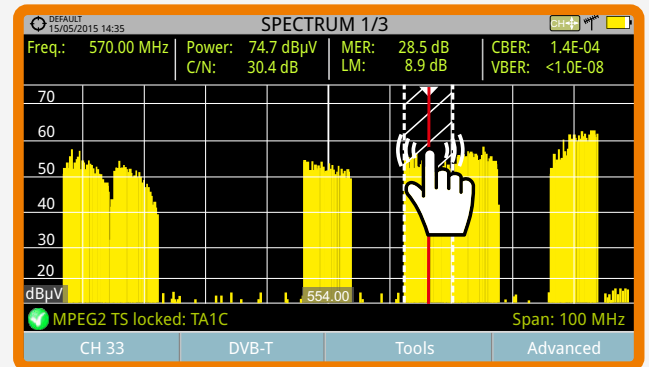 DEFAULT
15/05/2015 14:35
SPECTRUM 1/3
CH
Freq.: 570.00 MHz
Power: 74.7 dBµV
MER: 28.5 dB
CBER: 1.4E-04
C/N: 30.4 dB
LM: 8.9 dB
VBER: <1.0E-08
70
60
50
40
30
20
dBµV
554.00
MPEG2 TS locked: TA1C
Span: 100 MHz
CH 33
DVB-T
Tools
Advanced